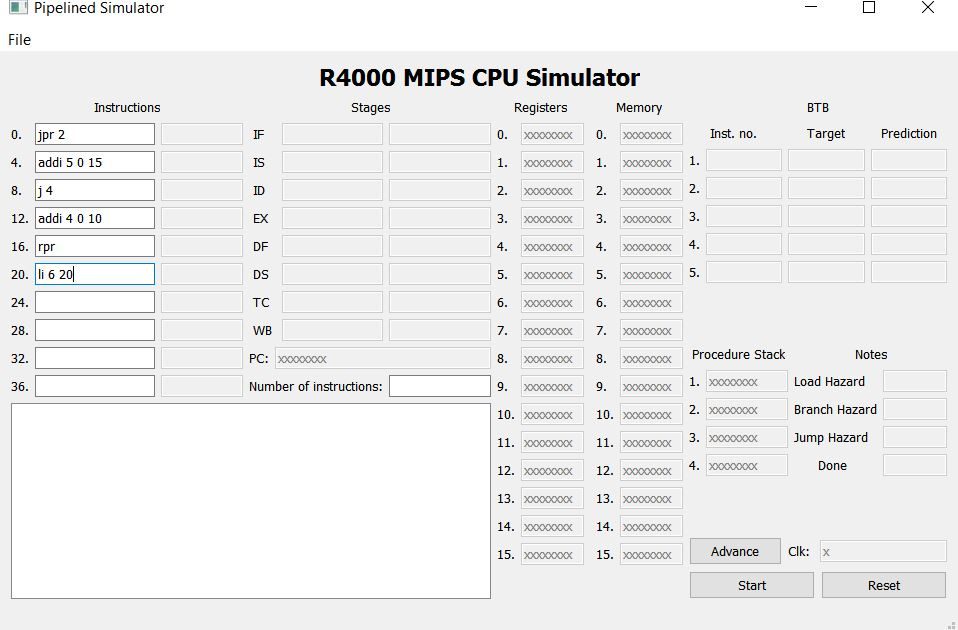 Pipelined Simulator
File
R4000 MIPS CPU Simulator
Instructions Stages Registers Memory BTB
Inst. no. Target Prediction
0. jpr 2 IF 0. xxxxxxxx 0. xxxxxxxx
4. addi 5 0 15 IS 1. xxxxxxxx 1. xxxxxxxx 1.
8. j 4 ID 2. xxxxxxxx 2. xxxxxxxx 2.
12. addi 4 0 10 EX 3. xxxxxxxx 3. xxxxxxxx 3.
16. rpr DF 4. xxxxxxxx 4. xxxxxxxx 4.
20. li 6 20 DS 5. xxxxxxxx 5. xxxxxxxx 5.
24. TC 6. xxxxxxxx 6. xxxxxxxx
28. WB 7. xxxxxxxx 7. xxxxxxxx
32. PC: xxxxxxxx 8. xxxxxxxx 8. xxxxxxxx Procedure Stack Notes
36. Number of instructions: 9. xxxxxxxx 9. xxxxxxxx 1. xxxxxxxx Load Hazard
10. xxxxxxxx 10. xxxxxxxx 2. xxxxxxxx Branch Hazard
11. xxxxxxxx 11. xxxxxxxx 3. xxxxxxxx Jump Hazard
12. xxxxxxxx 12. xxxxxxxx 4. xxxxxxxx Done
13. xxxxxxxx 13. xxxxxxxx
14. xxxxxxxx 14. xxxxxxxx
15. xxxxxxxx 15. xxxxxxxx Advance Clk: x
Start Reset